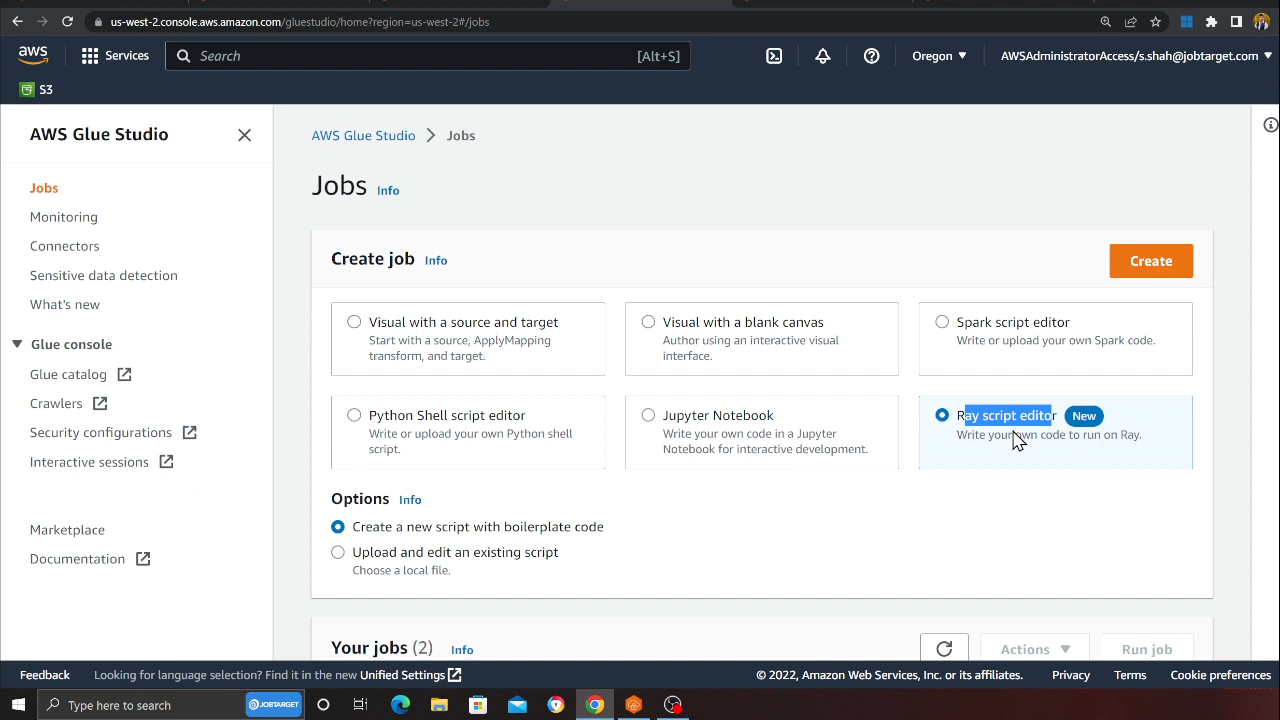 us-west-2.console.aws.amazon.com/gluestudio/home?region=us-west-2#/jobs
aws
Services
Search
[Alt+S]
Oregon
AWSAdministratorAccess/s.shah@jobtarget.com
S3
AWS Glue Studio
Jobs
Monitoring
Connectors
Sensitive data detection
What's new
Glue console
Glue catalog
Crawlers
Security configurations
Interactive sessions
Marketplace
Documentation
AWS Glue Studio
Jobs
Jobs Info
Create job Info
Create
Visual with a source and target
Start with a source, ApplyMapping
transform, and target.
Visual with a blank canvas
Author using an interactive visual
interface.
Spark script editor
Write or upload your own Spark code.
Python Shell script editor
Write or upload your own Python shell
script.
Jupyter Notebook
Write your own code in a Jupyter
Notebook for interactive development.
Ray script editor New
Write your own code to run on Ray.
Options Info
Create a new script with boilerplate code
Upload and edit an existing script
Choose a local file.
Your jobs (2) Info
Actions
Run job
Feedback
Looking for language selection? Find it in the new Unified Settings
© 2022, Amazon Web Services, Inc. or its affiliates.
Privacy
Terms
Cookie preferences
Type here to search
JOBTARGET